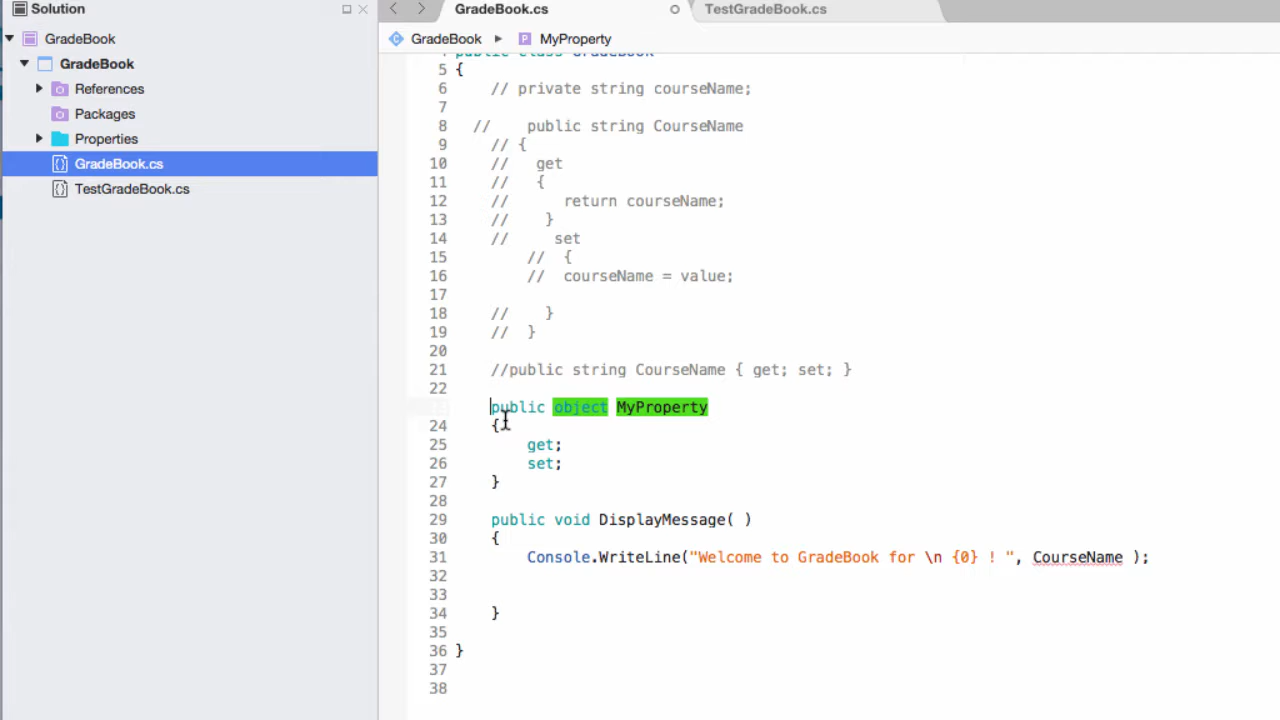 Solution
GradeBook
GradeBook
References
Packages
Properties
GradeBook.cs
TestGradeBook.cs
GradeBook.cs
TestGradeBook.cs
GradeBook ▶ MyProperty
public class GradeBook
5 {
6 // private string courseName;
7
8 // public string CourseName
9 // {
10 // get
11 // {
12 // return courseName;
13 // }
14 // set
15 // {
16 // courseName = value;
17
18 // }
19 // }
20
21 //public string CourseName { get; set; }
22
public object MyProperty
24 {
25 get;
26 set;
27 }
28
29 public void DisplayMessage( )
30 {
31 Console.WriteLine("Welcome to GradeBook for \n {0} ! ", CourseName );
32
33
34 }
35
36 }
37
38